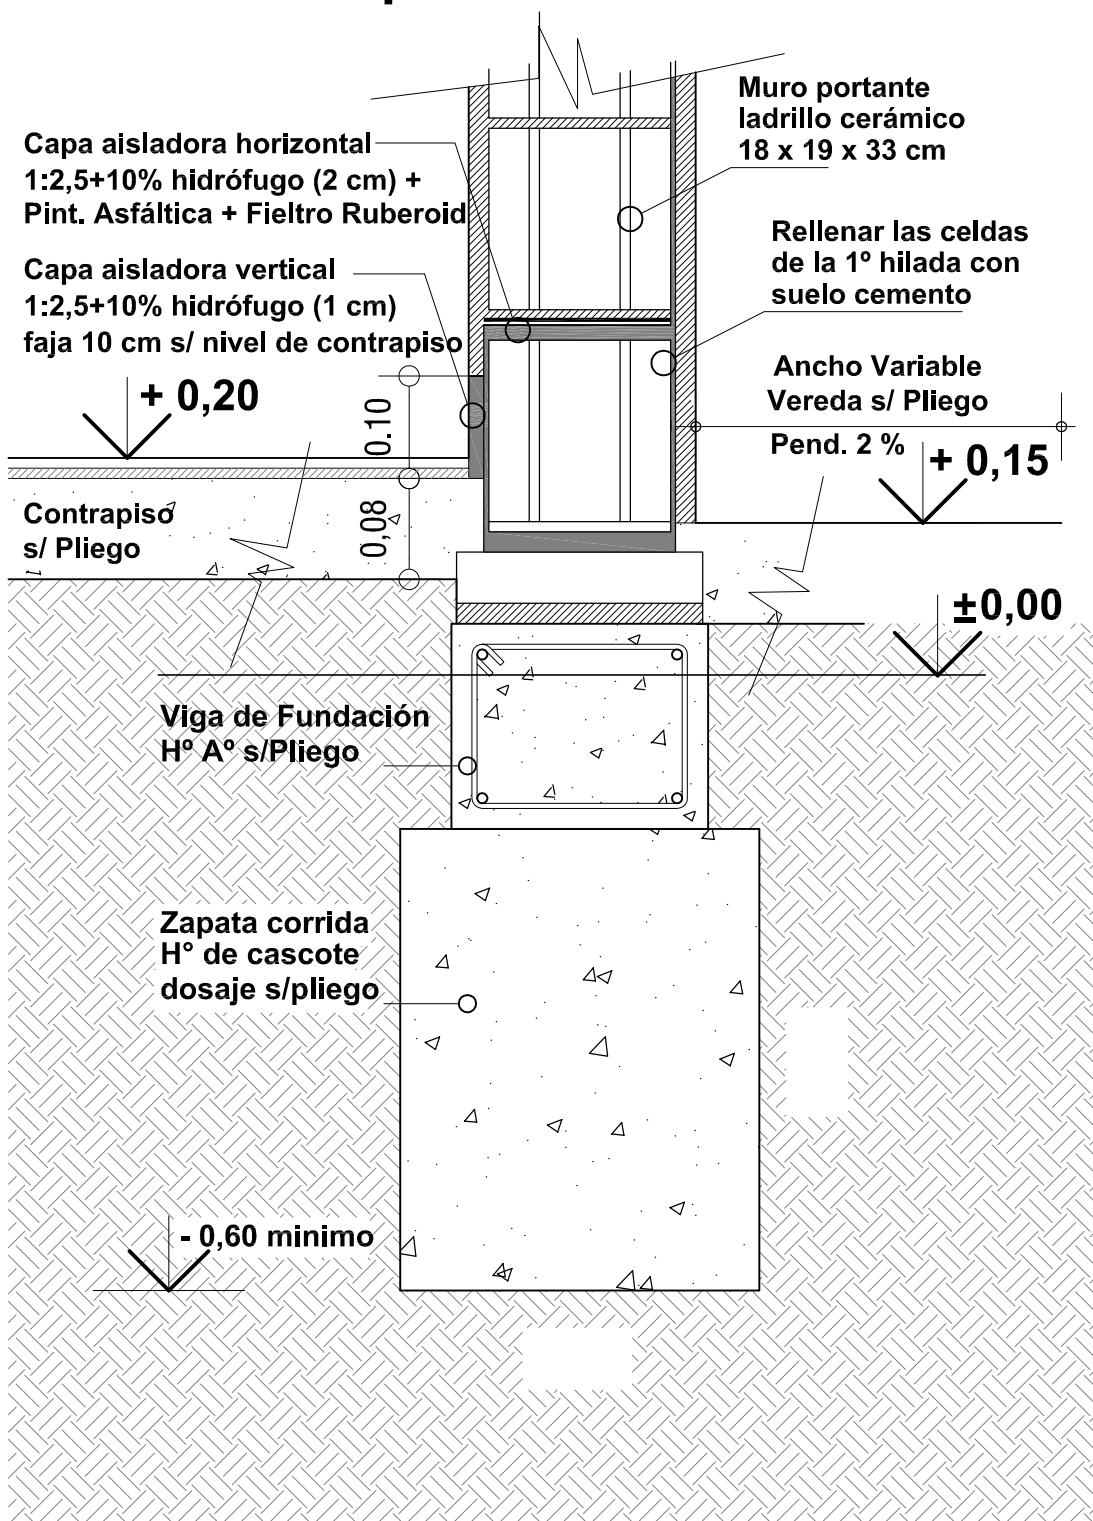 Muro portante
ladrillo cerámico
18 x 19 x 33 cm
Capa aisladora horizontal
1:2,5+10% hidrófugo (2 cm) +
Pint. Asfáltica + Fieltro Ruberoid
Rellenar las celdas
de la 1º hilada con
suelo cemento
Capa aisladora vertical
1:2,5+10% hidrófugo (1 cm)
faja 10 cm s/ nivel de contrapiso
Ancho Variable
Vereda s/ Pliego
Pend. 2 %
+ 0,20
0.10
+ 0,15
Contrapiso
s/ Pliego
0,08
±0,00
Viga de Fundación
Hº Aº s/Pliego
Zapata corrida
H° de cascote
dosaje s/pliego
- 0,60 minimo